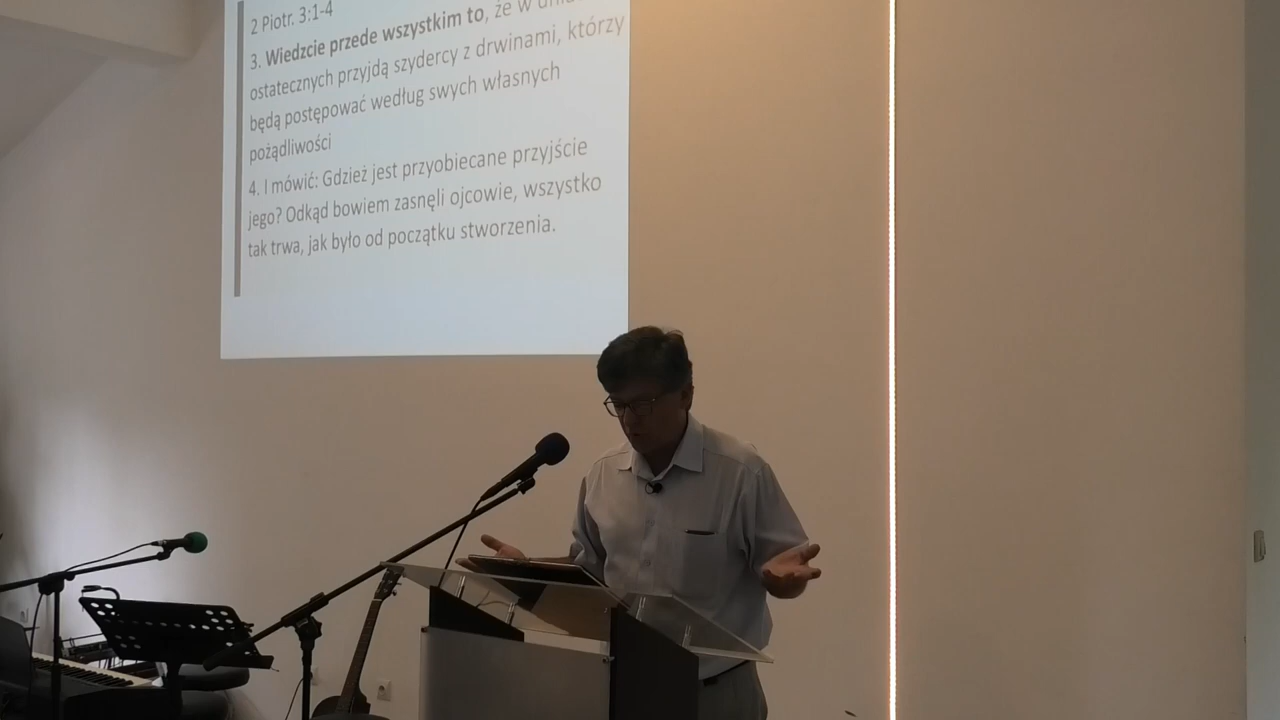 2 Piotr. 3:1-4
3. Wiedzcie przede wszystkim to, że w dniach
ostatecznych przyjdą szydercy z drwinami, którzy
będą postępować według swych własnych
pożądliwości
4. I mówić: Gdzież jest przyobiecane przyjście
jego? Odkąd bowiem zasnęli ojcowie, wszystko
tak trwa, jak było od początku stworzenia.